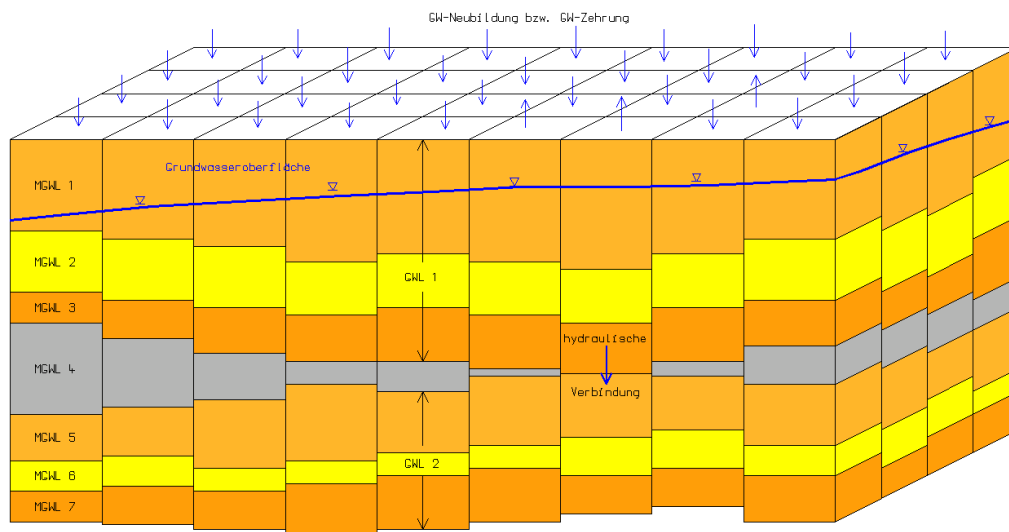 GW-Neubildung bzw. GW-Zehrung
Grundwasseroberfläche
MGWL 1
MGWL 2
GWL 1
MGWL 3
hydraulische
MGWL 4
Verbindung
MGWL 5
GWL 2
MGWL 6
MGWL 7